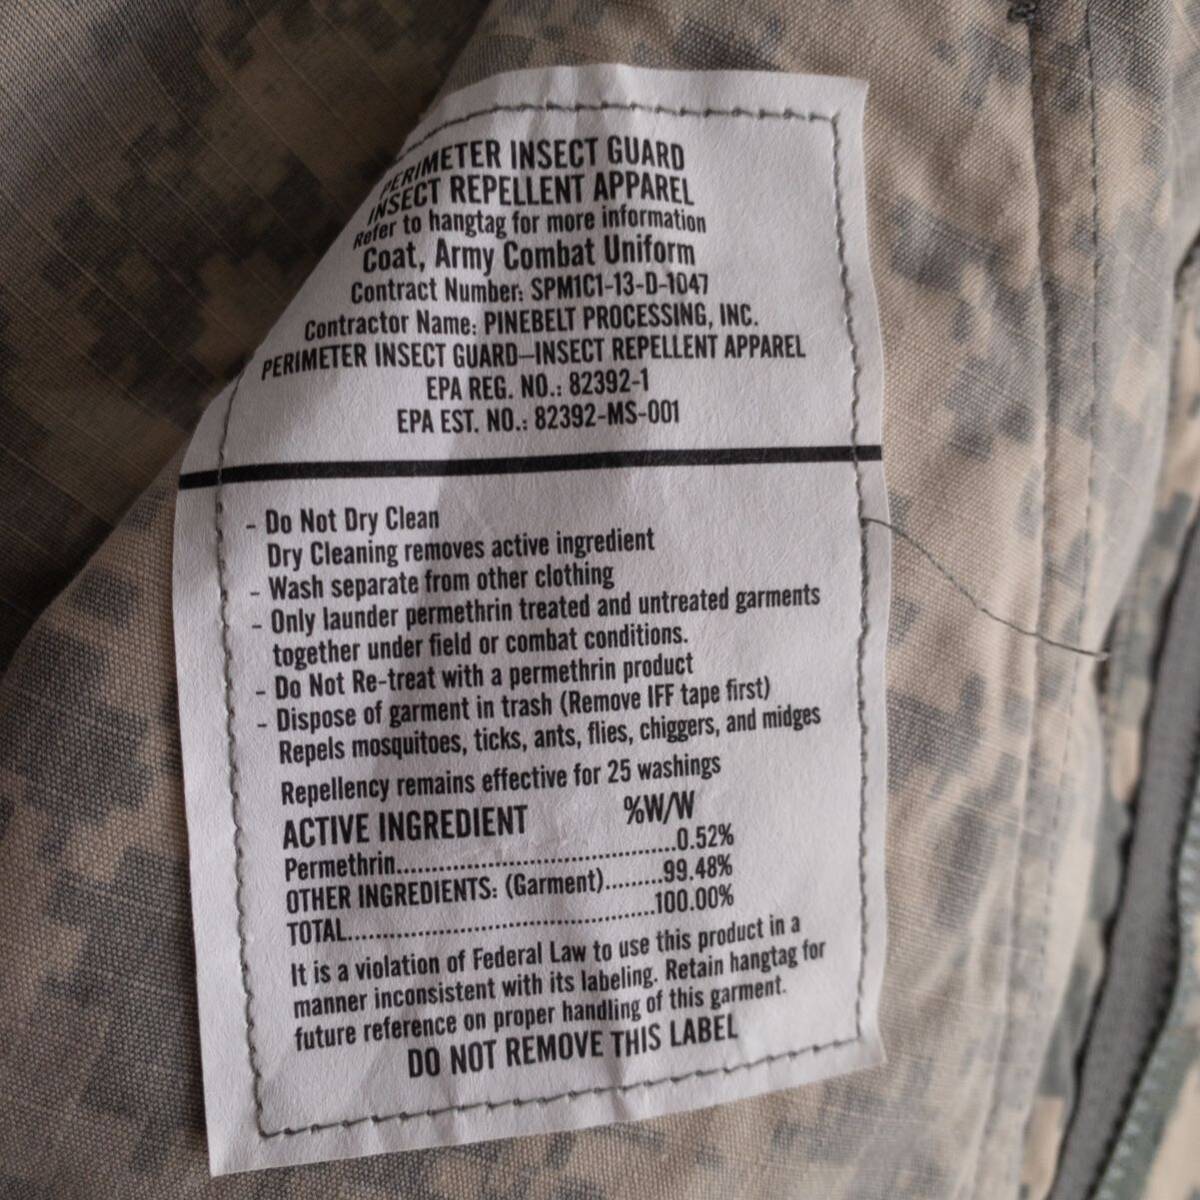 PERIMETER INSECT GUARD
INSECT REPELLENT APPAREL
Refer to hangtag for more information
Coat, Army Combat Uniform
Contract Number: SPM1C1-13-D-1047
Contractor Name: PINEBELT PROCESSING, INC.
PERIMETER INSECT GUARD—INSECT REPELLENT APPAREL
EPA REG. NO.: 82392-1
EPA EST. NO.: 82392-MS-001
- Do Not Dry Clean
Dry Cleaning removes active ingredient
- Wash separate from other clothing
- Only launder permethrin treated and untreated garments
together under field or combat conditions.
- Do Not Re-treat with a permethrin product
- Dispose of garment in trash (Remove IFF tape first)
Repels mosquitoes, ticks, ants, flies, chiggers, and midges
Repellency remains effective for 25 washings
ACTIVE INGREDIENT %W/W
Permethrin..........................................0.52%
OTHER INGREDIENTS: (Garment).........99.48%
TOTAL..............................................100.00%
It is a violation of Federal Law to use this product in a
manner inconsistent with its labeling. Retain hangtag for
future reference on proper handling of this garment.
DO NOT REMOVE THIS LABEL